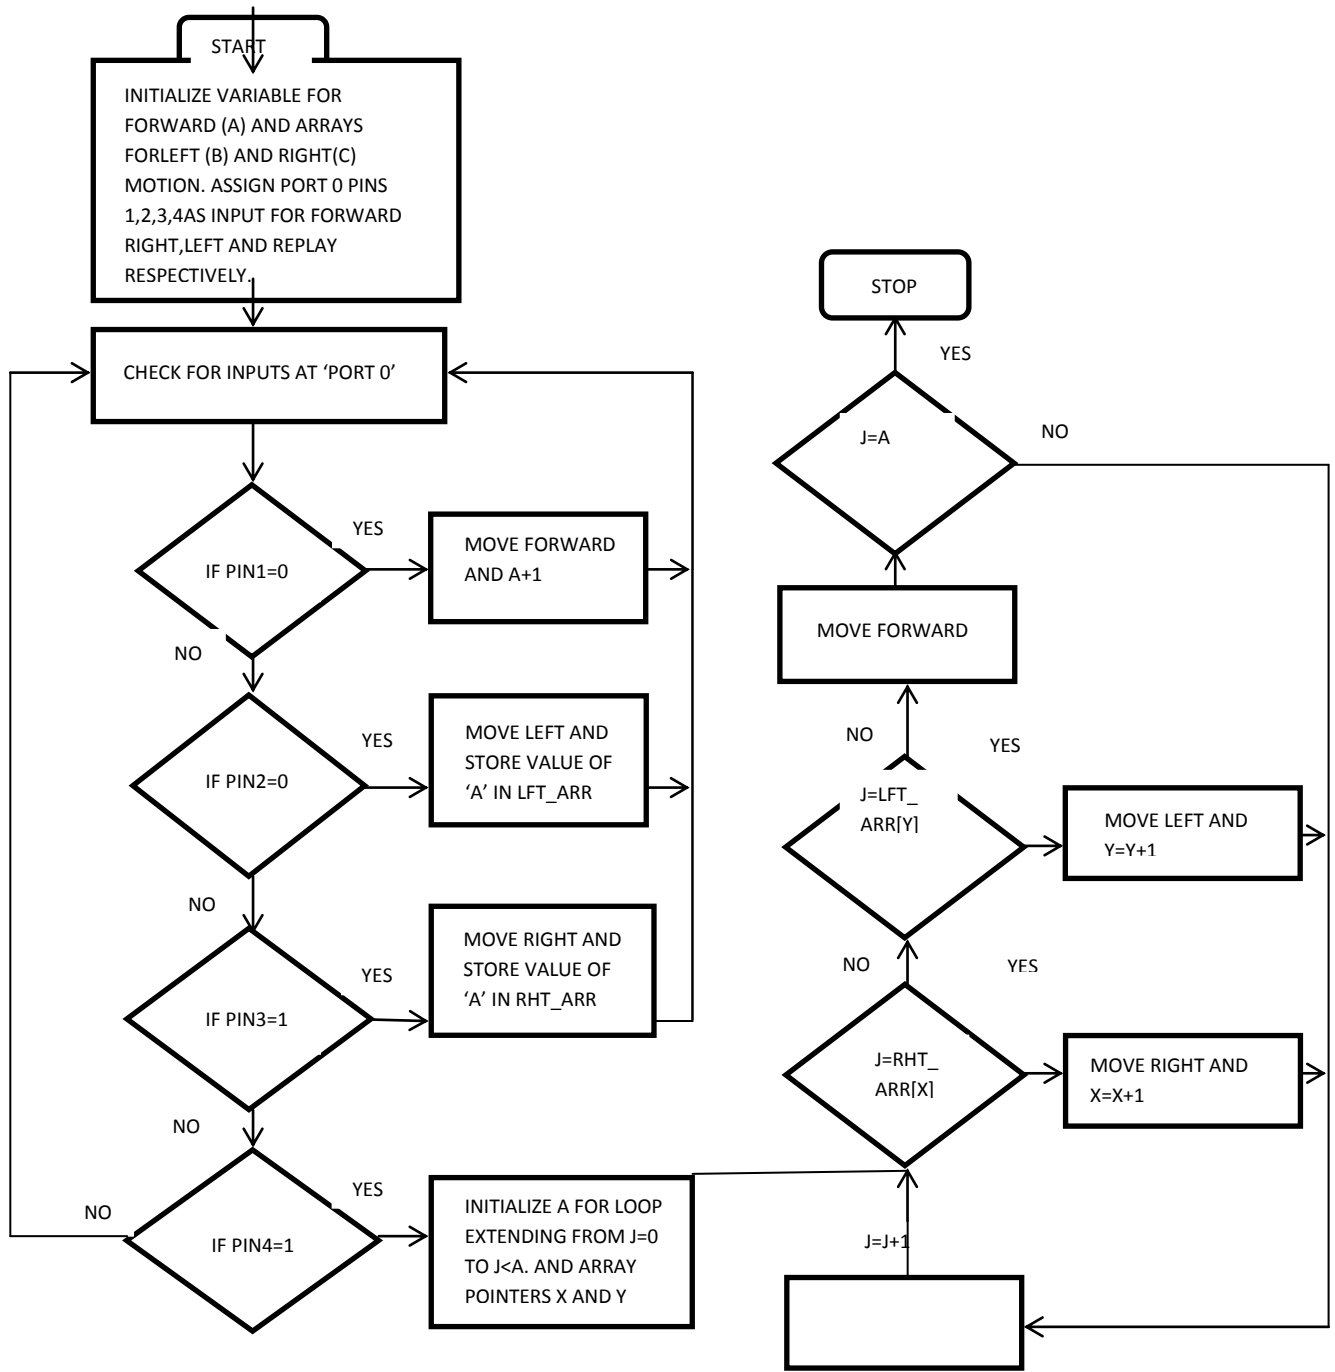 START
INITIALIZE VARIABLE FOR
FORWARD (A) AND ARRAYS
FORLEFT (B) AND RIGHT(C)
MOTION. ASSIGN PORT 0 PINS
1,2,3,4AS INPUT FOR FORWARD
RIGHT,LEFT AND REPLAY
RESPECTIVELY.
CHECK FOR INPUTS AT ‘PORT 0’
IF PIN1=0
YES
MOVE FORWARD
AND A+1
NO
IF PIN2=0
YES
MOVE LEFT AND
STORE VALUE OF
‘A’ IN LFT_ARR
NO
IF PIN3=1
YES
MOVE RIGHT AND
STORE VALUE OF
‘A’ IN RHT_ARR
NO
IF PIN4=1
NO
YES
INITIALIZE A FOR LOOP
EXTENDING FROM J=0
TO J<A. AND ARRAY
POINTERS X AND Y
STOP
YES
J=A
NO
MOVE FORWARD
NO
YES
J=LFT_
ARR[Y]
MOVE LEFT AND
Y=Y+1
NO
YES
J=RHT_
ARR[X]
MOVE RIGHT AND
X=X+1
J=J+1